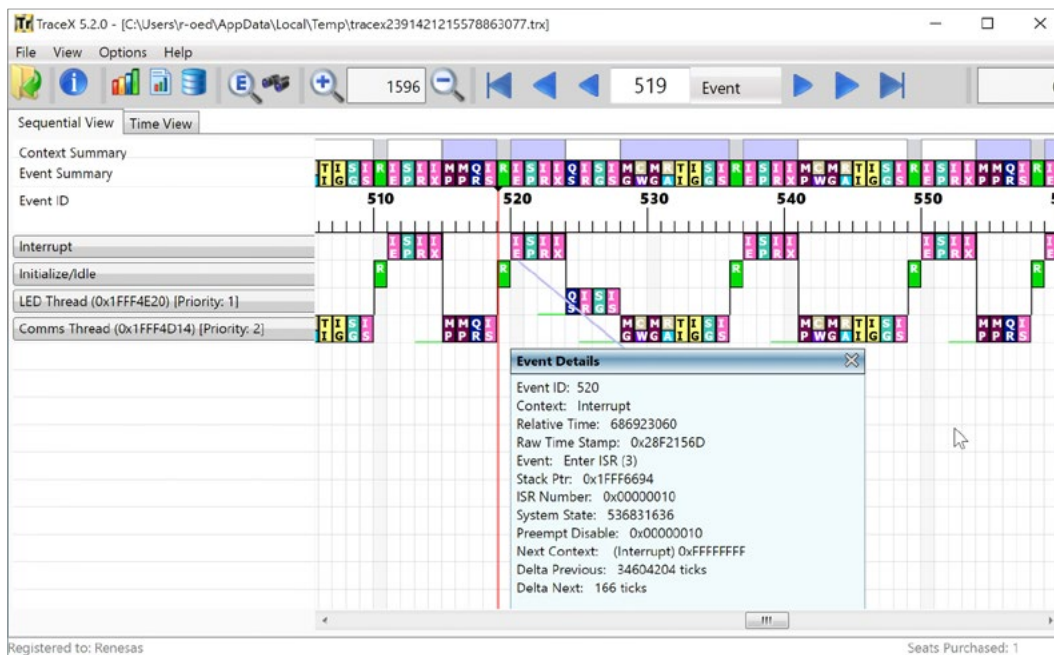 TraceX 5.2.0 - [C:\Users\r-oed\AppData\Local\Temp\tracex2391421215578863077.trx]
File View Options Help
1596 519 Event
Sequential View Time View
Context Summary
Event Summary
Event ID 510 520 530 540 550
Interrupt
Initialize/Idle
LED Thread (0x1FFF4E20) [Priority: 1]
Comms Thread (0x1FFF4D14) [Priority: 2]
Event Details
Event ID: 520
Context: Interrupt
Relative Time: 686923060
Raw Time Stamp: 0x28F2156D
Event: Enter ISR (3)
Stack Ptr: 0x1FFF6694
ISR Number: 0x00000010
System State: 536831636
Preempt Disable: 0x00000010
Next Context: (Interrupt) 0xFFFFFFFF
Delta Previous: 34604204 ticks
Delta Next: 166 ticks
Registered to: Renesas Seats Purchased: 1